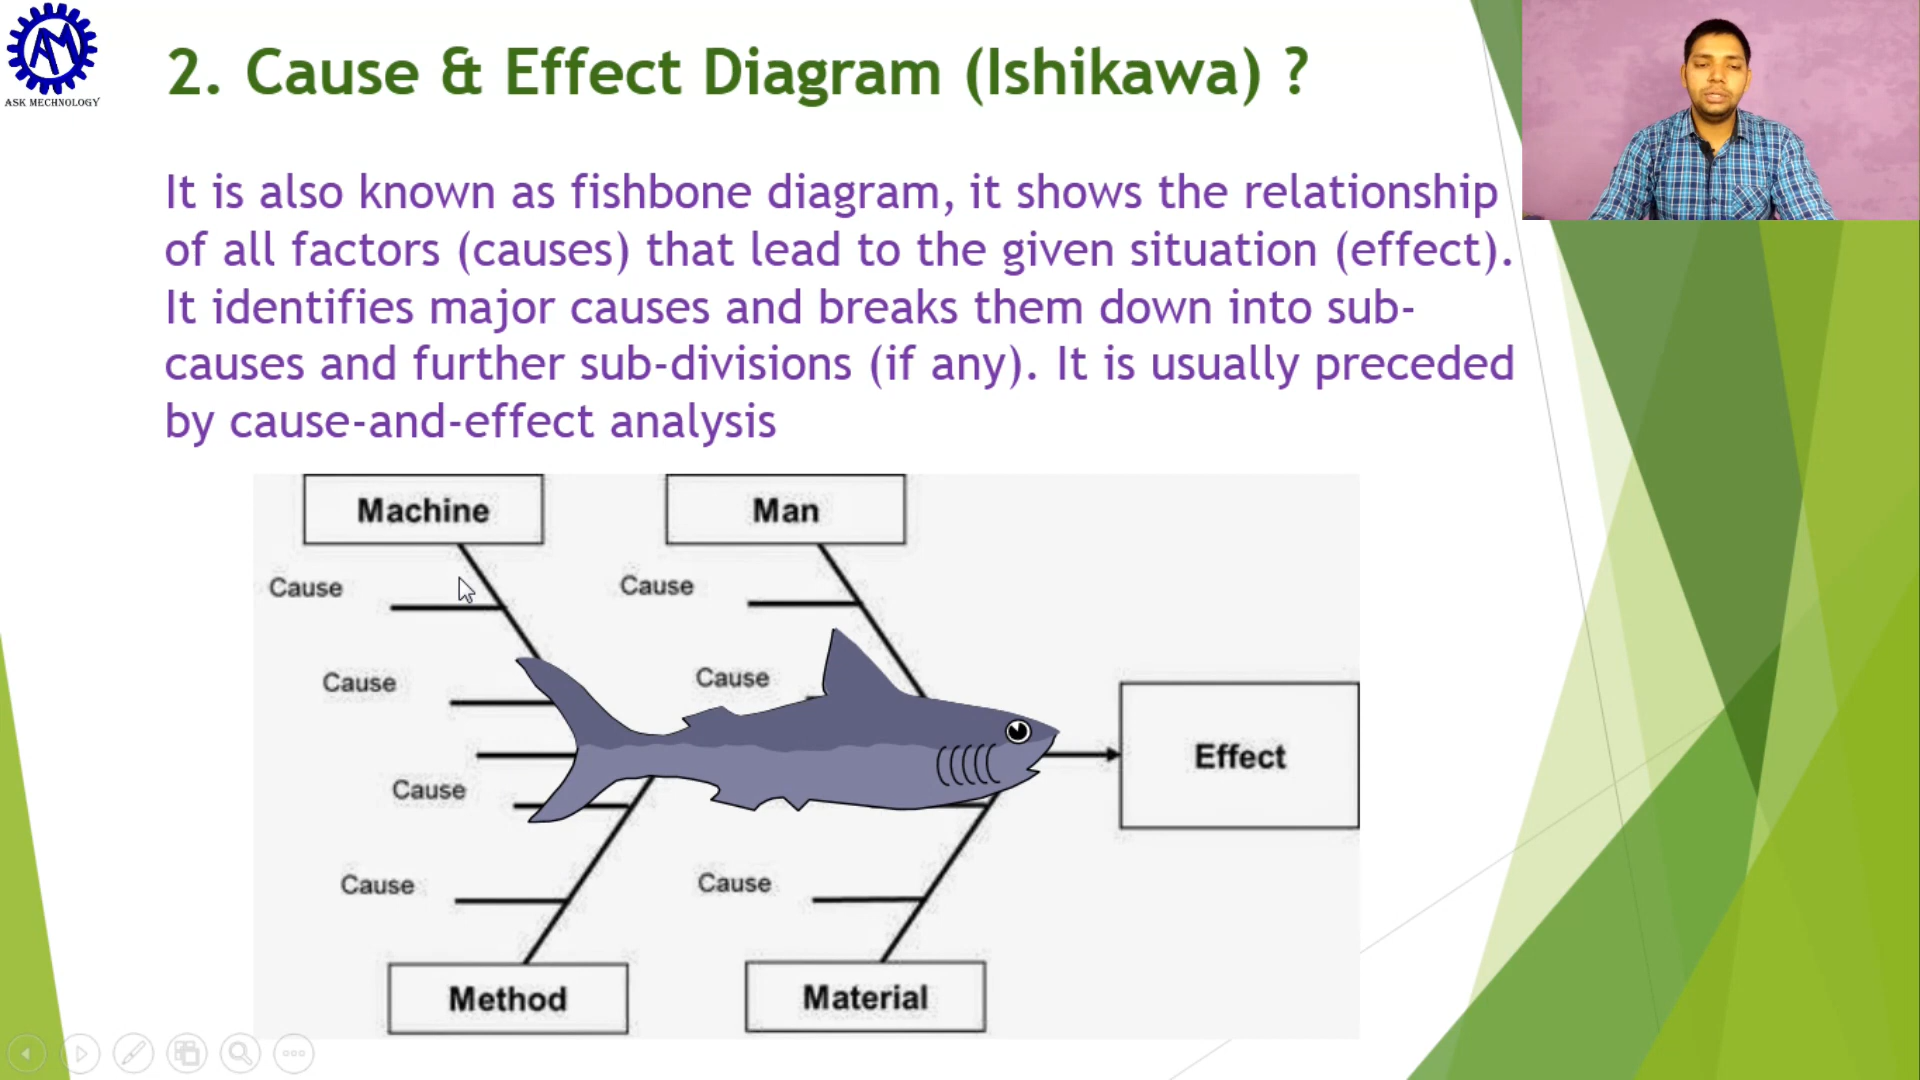 AM
ASK MECHNOLOGY
2. Cause & Effect Diagram (Ishikawa) ?
It is also known as fishbone diagram, it shows the relationship
of all factors (causes) that lead to the given situation (effect).
It identifies major causes and breaks them down into sub-
causes and further sub-divisions (if any). It is usually preceded
by cause-and-effect analysis
Machine
Man
Cause
Cause
Cause
Cause
Effect
Cause
Cause
Cause
Method
Material